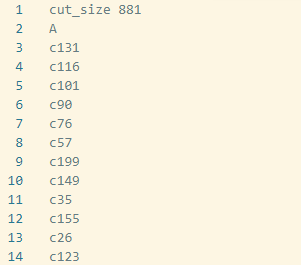 1 cut_size 881
2 A
3 c131
4 c116
5 c101
6 c90
7 c76
8 c57
9 c199
10 c149
11 c35
12 c155
13 c26
14 c123